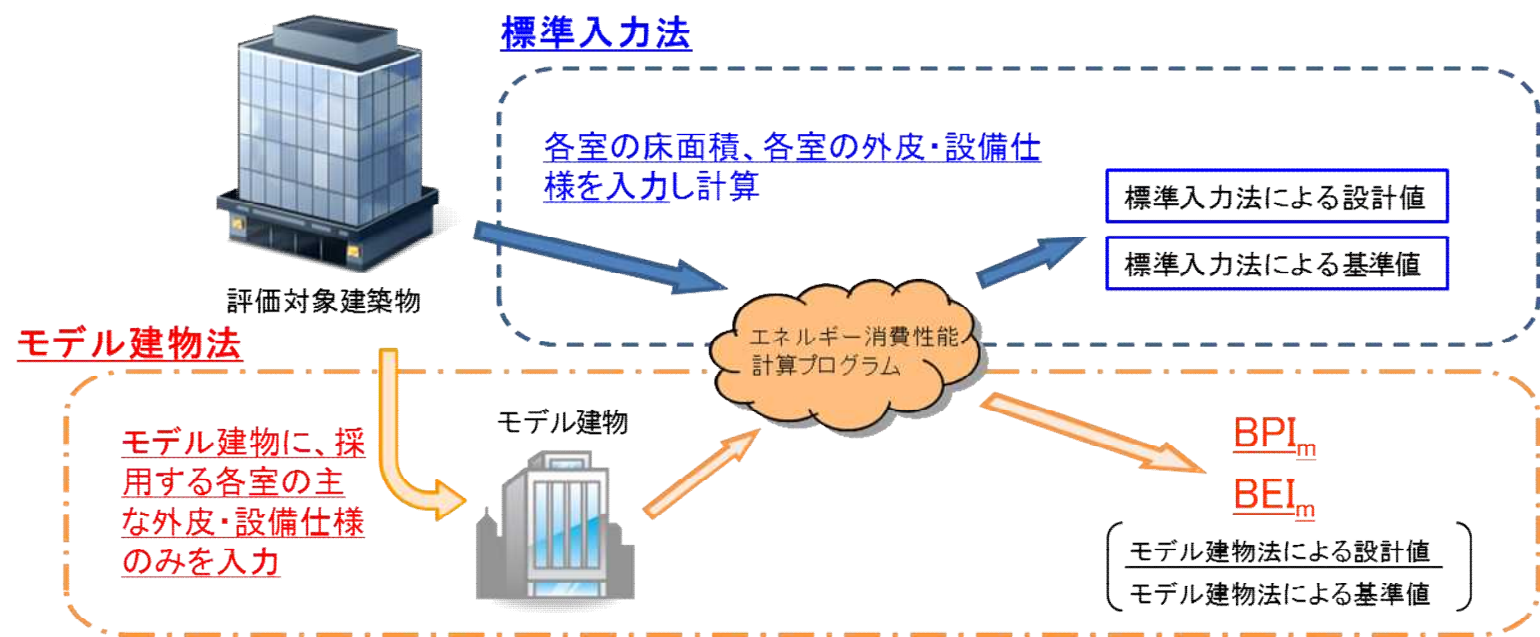 標準入力法
各室の床面積、各室の外皮・設備仕
様を入力し計算
標準入力法による設計値
標準入力法による基準値
評価対象建築物
エネルギー消費性能
計算プログラム
モデル建物法
モデル建物に、採
用する各室の主
な外皮・設備仕様
のみを入力
モデル建物
BPIm
BEIm
モデル建物法による設計値
モデル建物法による基準値